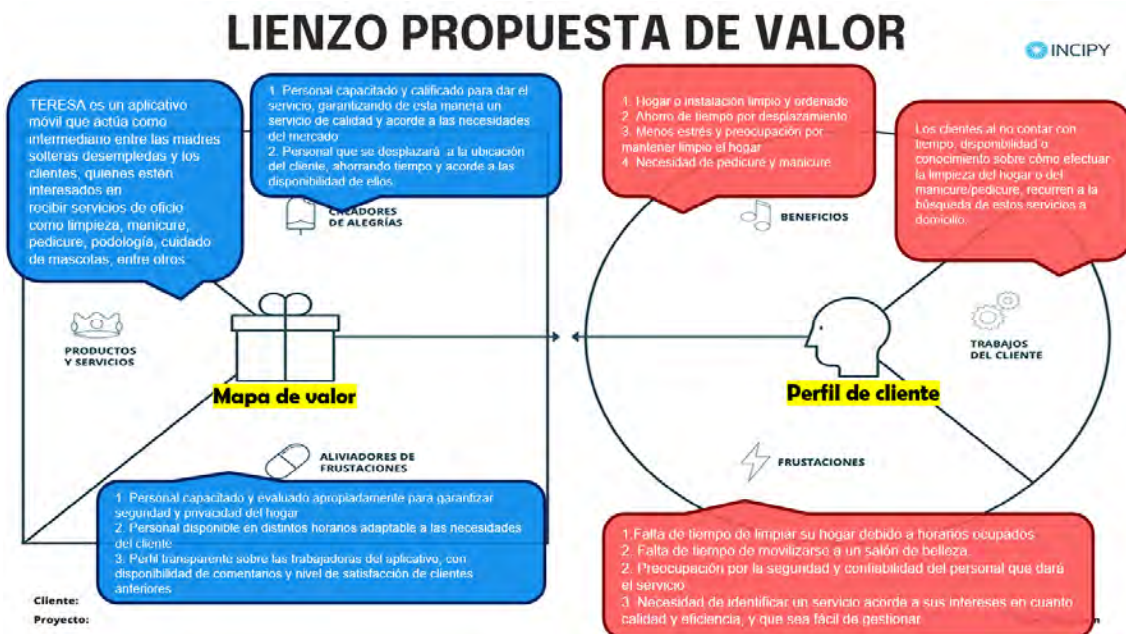 LIENZO PROPUESTA DE VALOR
INCIPY
TERESA es un aplicativo
móvil que actúa como
intermediario entre las madres
solteras desempledas y los
clientes, quienes estén
interesados en
recibir servicios de oficio
como limpieza, manicure,
pedicure, podología, cuidado
de mascotas, entre otros
1. Personal capacitado y calificado para dar el
servicio, garantizando de esta manera un
servicio de calidad y acorde a las necesidades
del mercado
2. Personal que se desplazará a la ubicación
del cliente, ahorrando tiempo y acorde a las
disponibilidad de ellos.
CREADORES
DE ALEGRÍAS
PRODUCTOS
Y SERVICIOS
Mapa de valor
ALIVIADORES DE
FRUSTACIONES
1. Personal capacitado y evaluado apropiadamente para garantizar
seguridad y privacidad del hogar
2. Personal disponible en distintos horarios adaptable a las necesidades
del cliente
3. Perfil transparente sobre las trabajadoras del aplicativo, con
disponibilidad de comentarios y nivel de satisfacción de clientes
anteriores
1. Hogar o instalación limpio y ordenado
2. Ahorro de tiempo por desplazamiento
3. Menos estrés y preocupación por
mantener limpio el hogar
4. Necesidad de pedicure y manicure
BENEFICIOS
Los clientes al no contar con
tiempo, disponibilidad o
conocimiento sobre cómo efectuar
la limpieza del hogar o del
manicure/pedicure, recurren a la
búsqueda de estos servicios a
domicilio.
TRABAJOS
DEL CLIENTE
Perfil de cliente
FRUSTACIONES
1.Falta de tiempo de limpiar su hogar debido a horarios ocupados
2. Falta de tiempo de movilizarse a un salón de belleza.
2. Preocupación por la seguridad y confiabilidad del personal que dará
el servicio
3. Necesidad de identificar un servicio acorde a sus intereses en cuanto
calidad y eficiencia, y que sea fácil de gestionar
Cliente:
Proyecto: